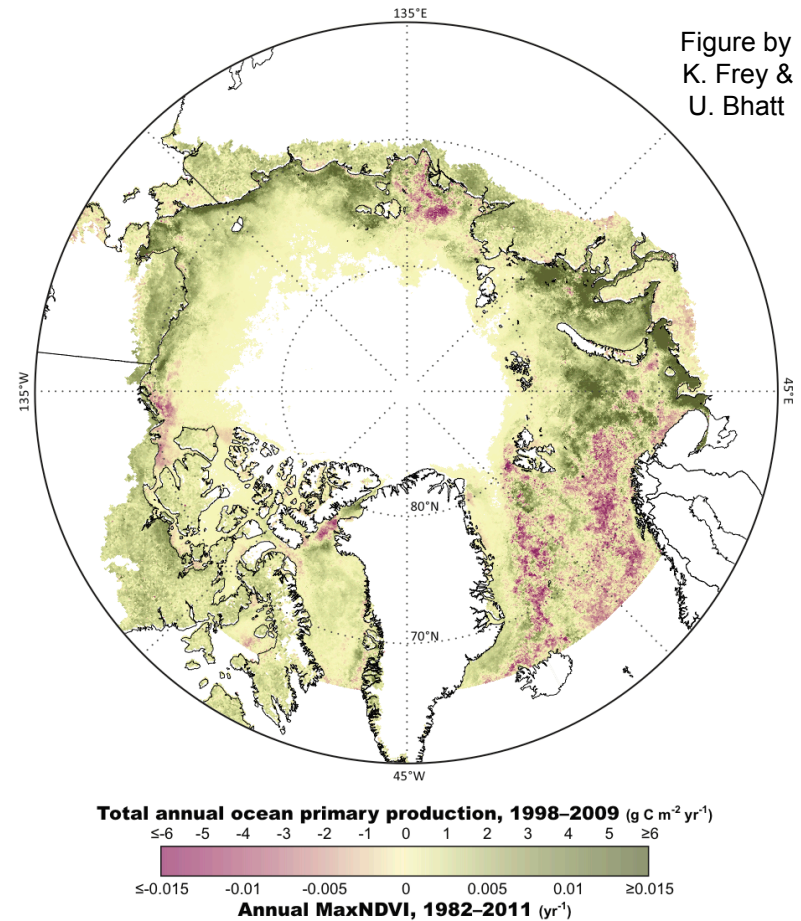 135°E
Figure by
K. Frey &
U. Bhatt
135°W
45°E
80°N
70°N
45°W
Total annual ocean primary production, 1998–2009 (g C m⁻² yr⁻¹)
≤-6 -5 -4 -3 -2 -1 0 1 2 3 4 5 ≥6
≤-0.015 -0.01 -0.005 0 0.005 0.01 ≥0.015
Annual MaxNDVI, 1982–2011 (yr⁻¹)